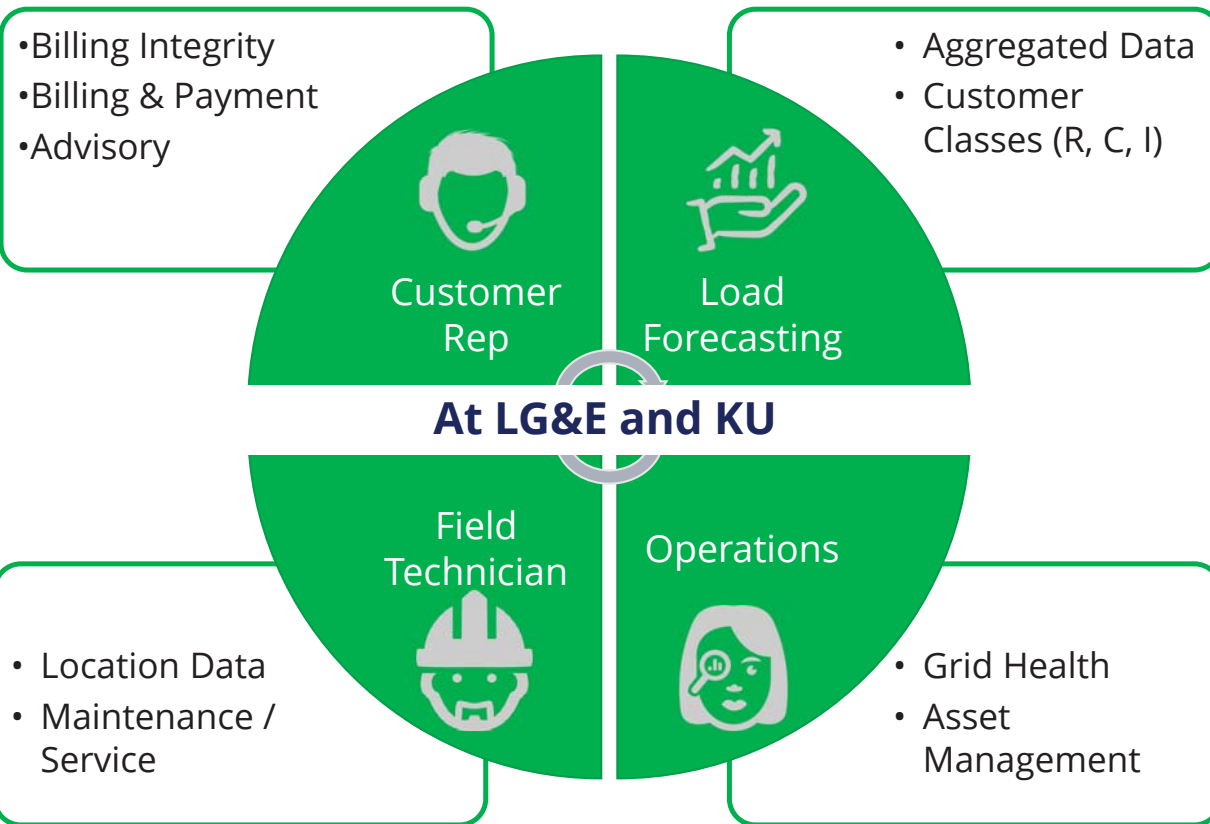 •Billing Integrity
•Billing & Payment
•Advisory
• Aggregated Data
• Customer
Classes (R, C, I)
Customer
Rep
Load
Forecasting
At LG&E and KU
Field
Technician
Operations
• Location Data
• Maintenance /
Service
• Grid Health
• Asset
Management